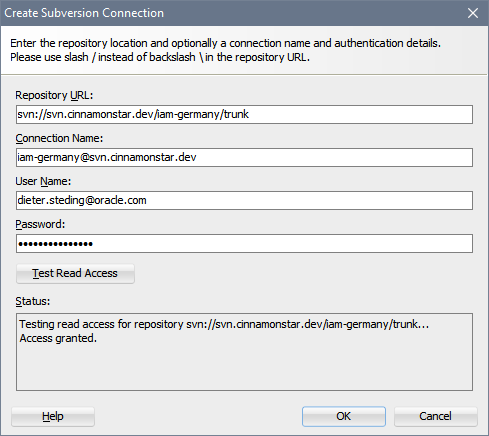 Create Subversion Connection
Enter the repository location and optionally a connection name and authentication details.
Please use slash / instead of backslash \ in the repository URL.
Repository URL:
svn://svn.cinnamonstar.dev/iam-germany/trunk
Connection Name:
iam-germany@svn.cinnamonstar.dev
User Name:
dieter.steding@oracle.com
Password:
•••••••••••••••
Test Read Access
Status:
Testing read access for repository svn://svn.cinnamonstar.dev/iam-germany/trunk...
Access granted.
Help OK Cancel